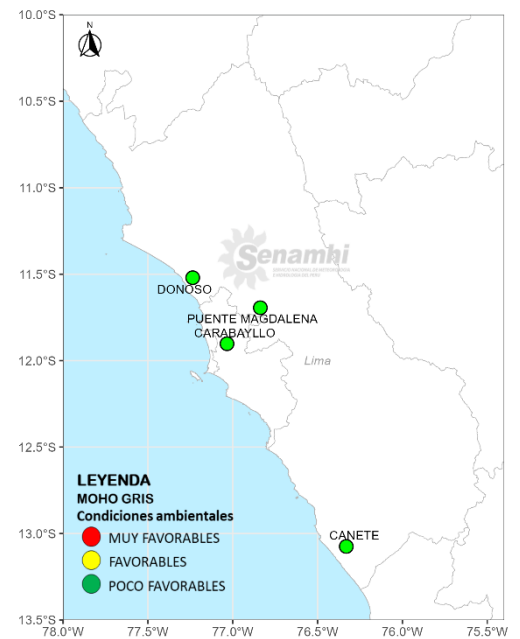 10.0°S
N
10.5°S
11.0°S
Senamhi
11.5°S
DONOSO
PUENTE MAGDALENA
CARABAYLLO
12.0°S
Lima
12.5°S
LEYENDA
MOHO GRIS
Condiciones ambientales
MUY FAVORABLES
FAVORABLES
POCO FAVORABLES
13.0°S
CANETE
13.5°S
78.0°W 77.5°W 77.0°W 76.5°W 76.0°W 75.5°W